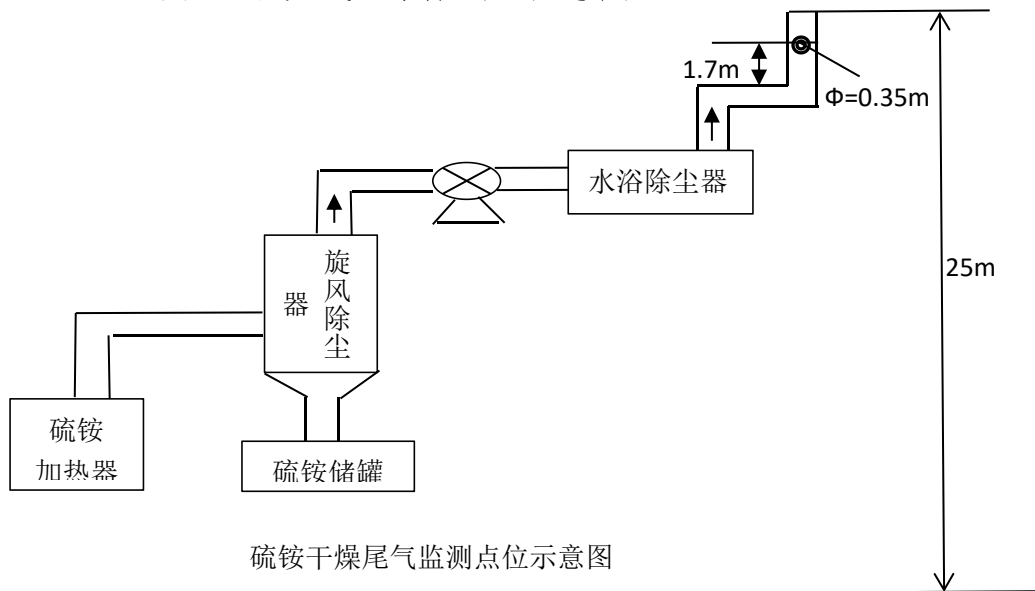 1.7m
Φ=0.35m
水浴除尘器
25m
旋风除尘
器
硫铵
加热器
硫铵储罐
硫铵干燥尾气监测点位示意图